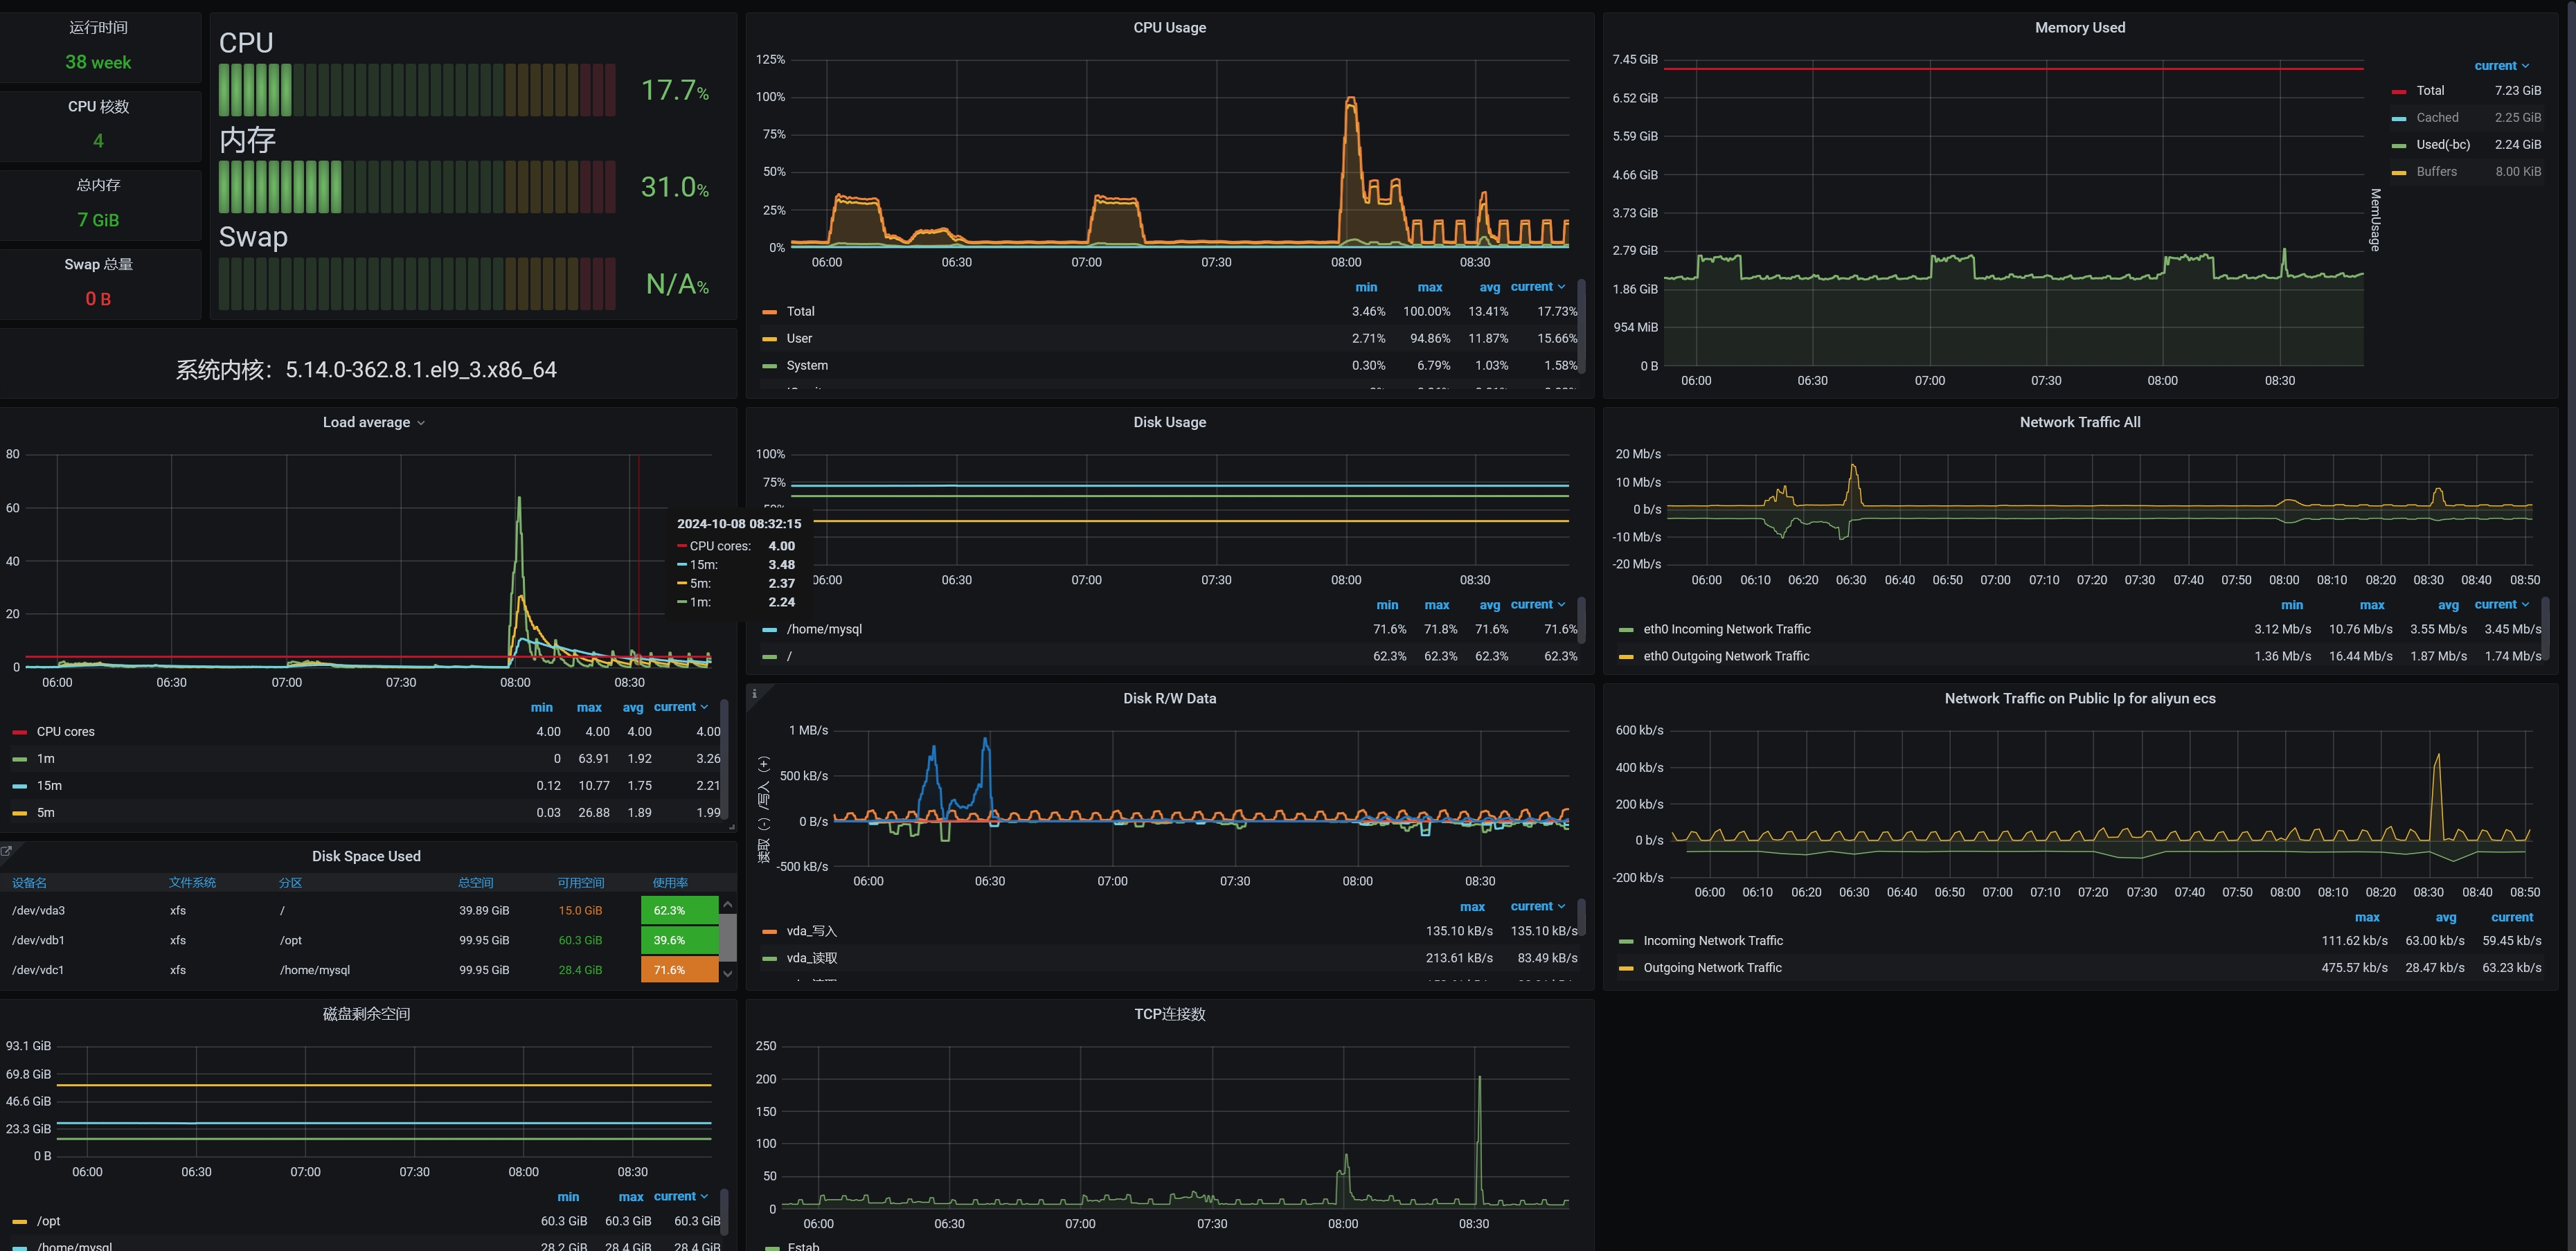 运行时间
38 week
CPU 核数
4
总内存
7 GiB
Swap 总量
0 B
CPU
17.7%
内存
31.0%
Swap
N/A%
系统内核：5.14.0-362.8.1.el9_3.x86_64
CPU Usage
125%
100%
75%
50%
25%
0%
06:00 06:30 07:00 07:30 08:00 08:30
min max avg current
Total 3.46% 100.00% 13.41% 17.73%
User 2.71% 94.86% 11.87% 15.66%
System 0.30% 6.79% 1.03% 1.58%
Memory Used
7.45 GiB
6.52 GiB
5.59 GiB
4.66 GiB
3.73 GiB
2.79 GiB
1.86 GiB
954 MiB
0 B
06:00 06:30 07:00 07:30 08:00 08:30
MemUsage
current
Total 7.23 GiB
Cached 2.25 GiB
Used(-bc) 2.24 GiB
Buffers 8.00 KiB
Load average
80
60
40
20
0
06:00 06:30 07:00 07:30 08:00 08:30
2024-10-08 08:32:15
CPU cores: 4.00
15m: 3.48
5m: 2.37
1m: 2.24
min max avg current
CPU cores 4.00 4.00 4.00 4.00
1m 0 63.91 1.92 3.26
15m 0.12 10.77 1.75 2.21
5m 0.03 26.88 1.89 1.99
Disk Usage
100%
75%
06:00 06:30 07:00 07:30 08:00 08:30
min max avg current
/home/mysql 71.6% 71.8% 71.6% 71.6%
/ 62.3% 62.3% 62.3% 62.3%
Network Traffic All
20 Mb/s
10 Mb/s
0 b/s
-10 Mb/s
-20 Mb/s
06:00 06:10 06:20 06:30 06:40 06:50 07:00 07:10 07:20 07:30 07:40 07:50 08:00 08:10 08:20 08:30 08:40 08:50
min max avg current
eth0 Incoming Network Traffic 3.12 Mb/s 10.76 Mb/s 3.55 Mb/s 3.45 Mb/s
eth0 Outgoing Network Traffic 1.36 Mb/s 16.44 Mb/s 1.87 Mb/s 1.74 Mb/s
Disk R/W Data
读取（-）/写入（+）
1 MB/s
500 kB/s
0 B/s
-500 kB/s
06:00 06:30 07:00 07:30 08:00 08:30
max current
vda_写入 135.10 kB/s 135.10 kB/s
vda_读取 213.61 kB/s 83.49 kB/s
Network Traffic on Public Ip for aliyun ecs
600 kb/s
400 kb/s
200 kb/s
0 b/s
-200 kb/s
06:00 06:10 06:20 06:30 06:40 06:50 07:00 07:10 07:20 07:30 07:40 07:50 08:00 08:10 08:20 08:30 08:40 08:50
max avg current
Incoming Network Traffic 111.62 kb/s 63.00 kb/s 59.45 kb/s
Outgoing Network Traffic 475.57 kb/s 28.47 kb/s 63.23 kb/s
Disk Space Used
设备名 文件系统 分区 总空间 可用空间 使用率
/dev/vda3 xfs / 39.89 GiB 15.0 GiB 62.3%
/dev/vdb1 xfs /opt 99.95 GiB 60.3 GiB 39.6%
/dev/vdc1 xfs /home/mysql 99.95 GiB 28.4 GiB 71.6%
磁盘剩余空间
93.1 GiB
69.8 GiB
46.6 GiB
23.3 GiB
0 B
06:00 06:30 07:00 07:30 08:00 08:30
min max current
/opt 60.3 GiB 60.3 GiB 60.3 GiB
/home/mysql 28.2 GiB 28.4 GiB 28.4 GiB
TCP连接数
250
200
150
100
50
0
06:00 06:30 07:00 07:30 08:00 08:30
Estab